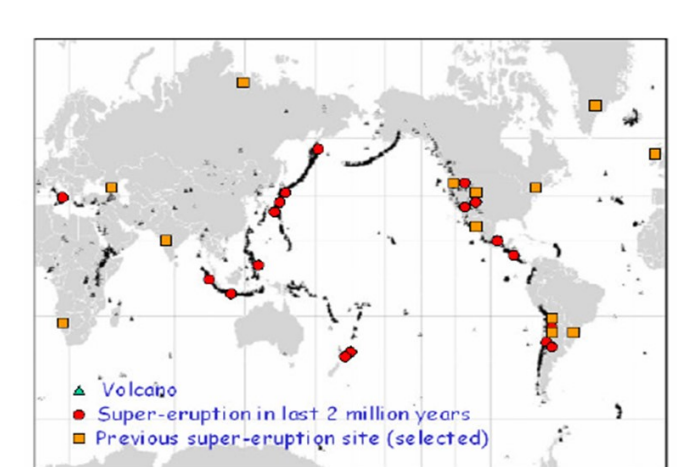 Volcano
Super-eruption in last 2 million years
Previous super-eruption site (selected)